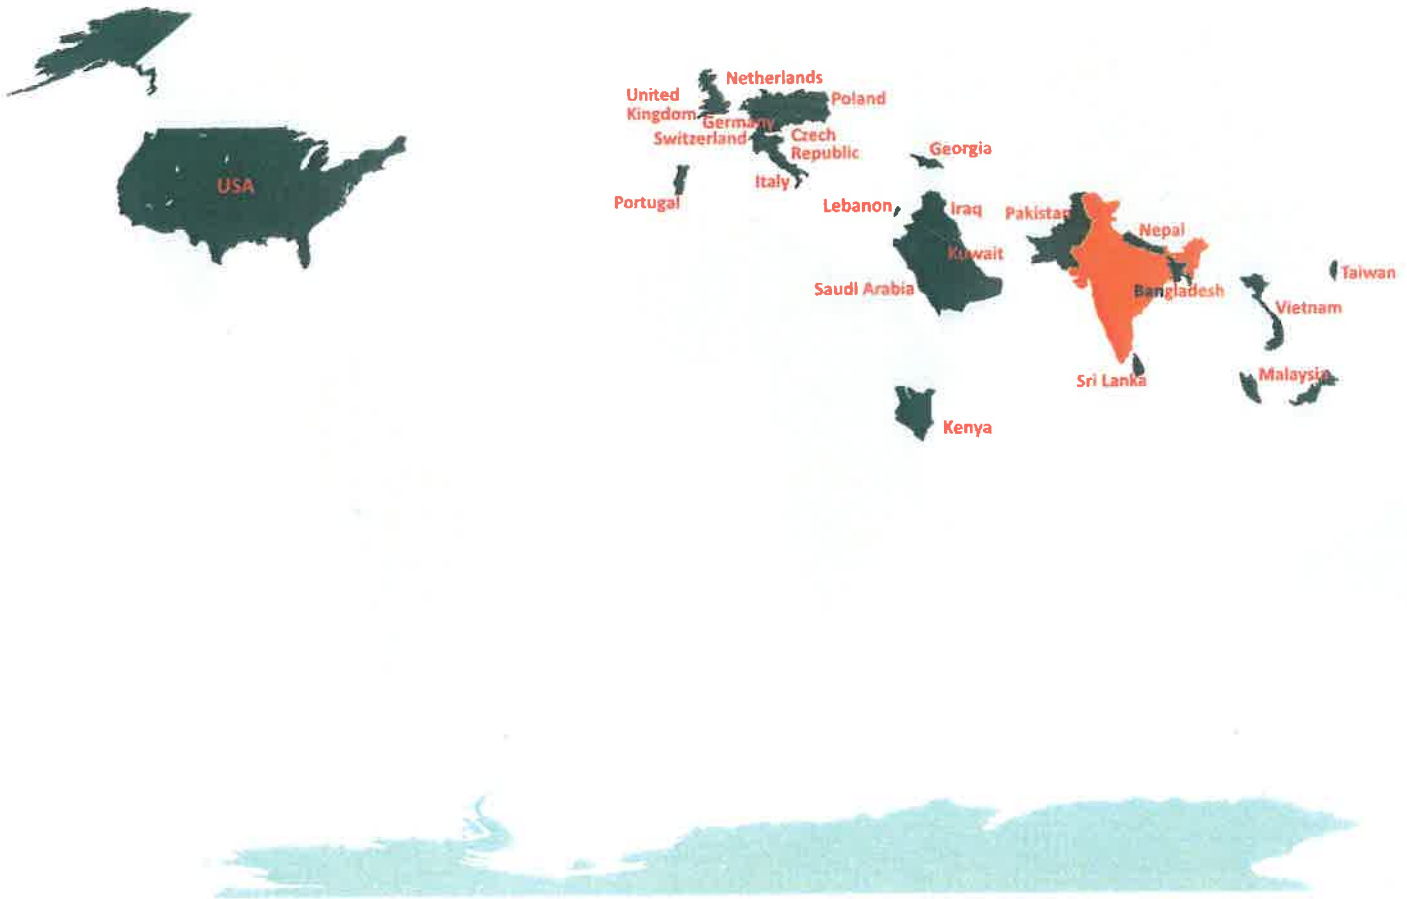 Netherlands
United
Kingdom
Poland
Germany
Switzerland
Czech
Republic
Georgia
USA
Italy
Portugal
Lebanon
Iraq
Pakistan
Nepal
Kuwait
Taiwan
Saudi Arabia
Bangladesh
Vietnam
Sri Lanka
Malaysia
Kenya